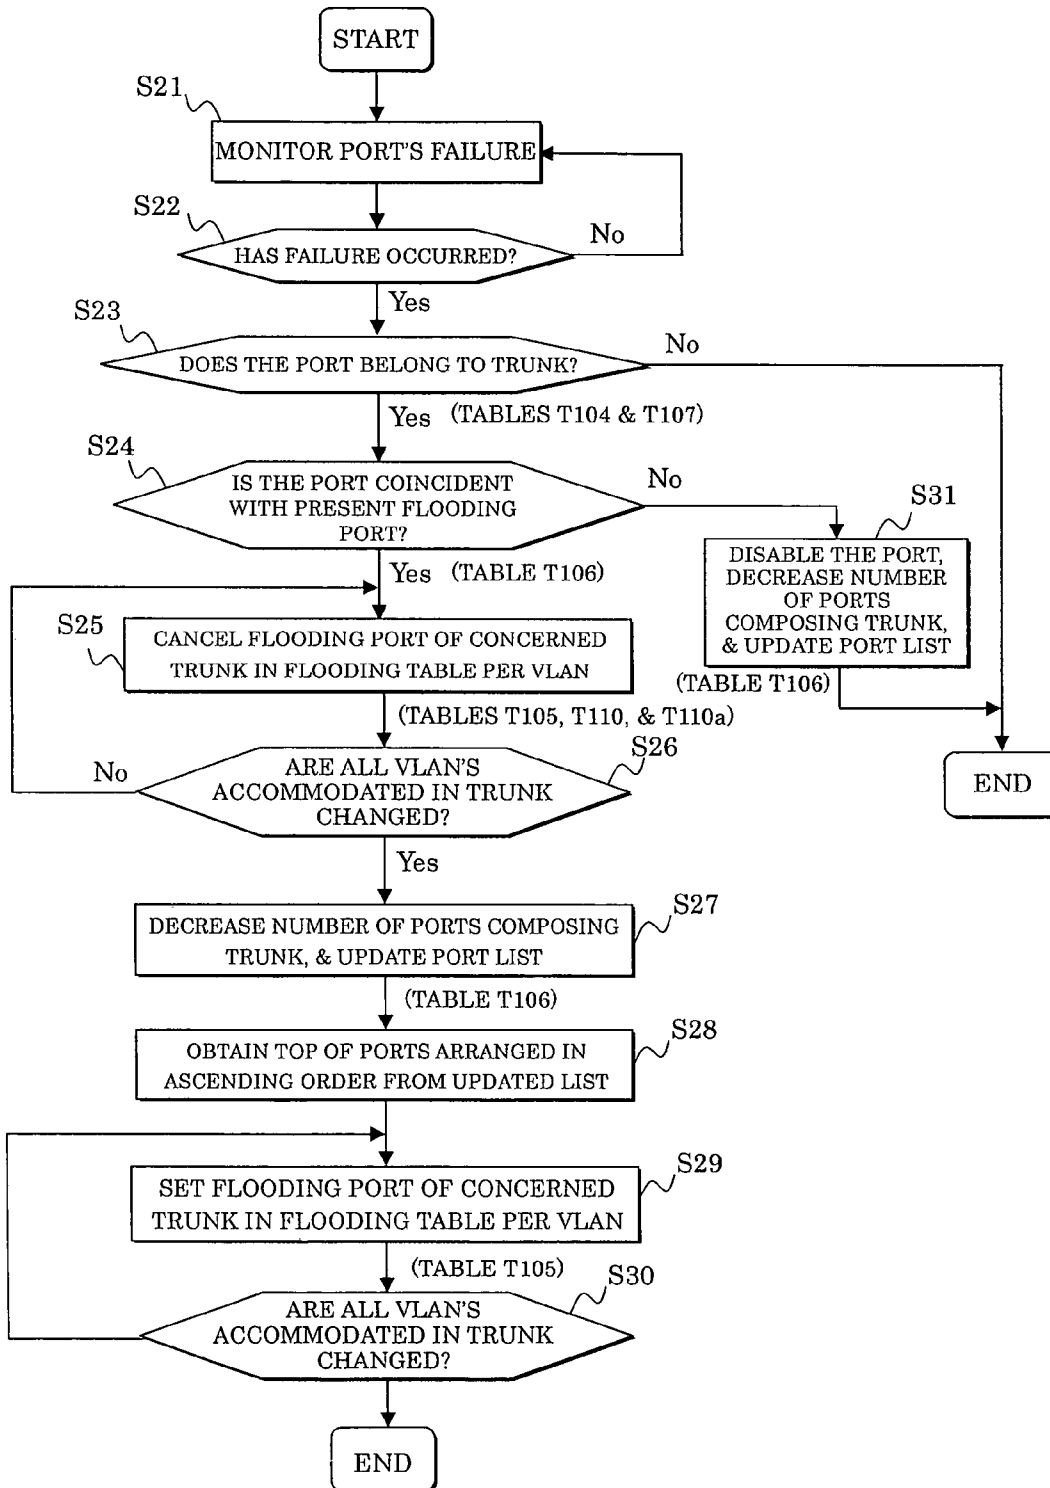 START
S21
MONITOR PORT'S FAILURE
S22
HAS FAILURE OCCURRED?
No
Yes
S23
DOES THE PORT BELONG TO TRUNK?
No
Yes (TABLES T104 & T107)
S24
IS THE PORT COINCIDENT
WITH PRESENT FLOODING
PORT?
No
S31
DISABLE THE PORT,
DECREASE NUMBER
OF PORTS
COMPOSING TRUNK,
& UPDATE PORT LIST
(TABLE T106)
END
Yes (TABLE T106)
S25
CANCEL FLOODING PORT OF CONCERNED
TRUNK IN FLOODING TABLE PER VLAN
(TABLES T105, T110, & T110a)
S26
ARE ALL VLAN'S
ACCOMMODATED IN TRUNK
CHANGED?
No
Yes
S27
DECREASE NUMBER OF PORTS COMPOSING
TRUNK, & UPDATE PORT LIST
(TABLE T106)
S28
OBTAIN TOP OF PORTS ARRANGED IN
ASCENDING ORDER FROM UPDATED LIST
S29
SET FLOODING PORT OF CONCERNED
TRUNK IN FLOODING TABLE PER VLAN
(TABLE T105)
S30
ARE ALL VLAN'S
ACCOMMODATED IN TRUNK
CHANGED?
END